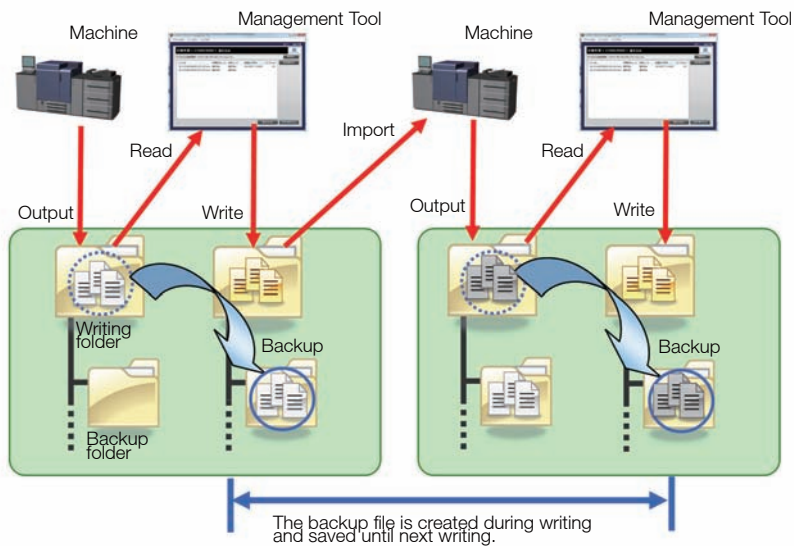 Machine
Management Tool
Machine
Management Tool
Read
Import
Read
Output
Write
Output
Write
Writing
folder
Backup
Backup
Backup
folder
The backup file is created during writing
and saved until next writing.